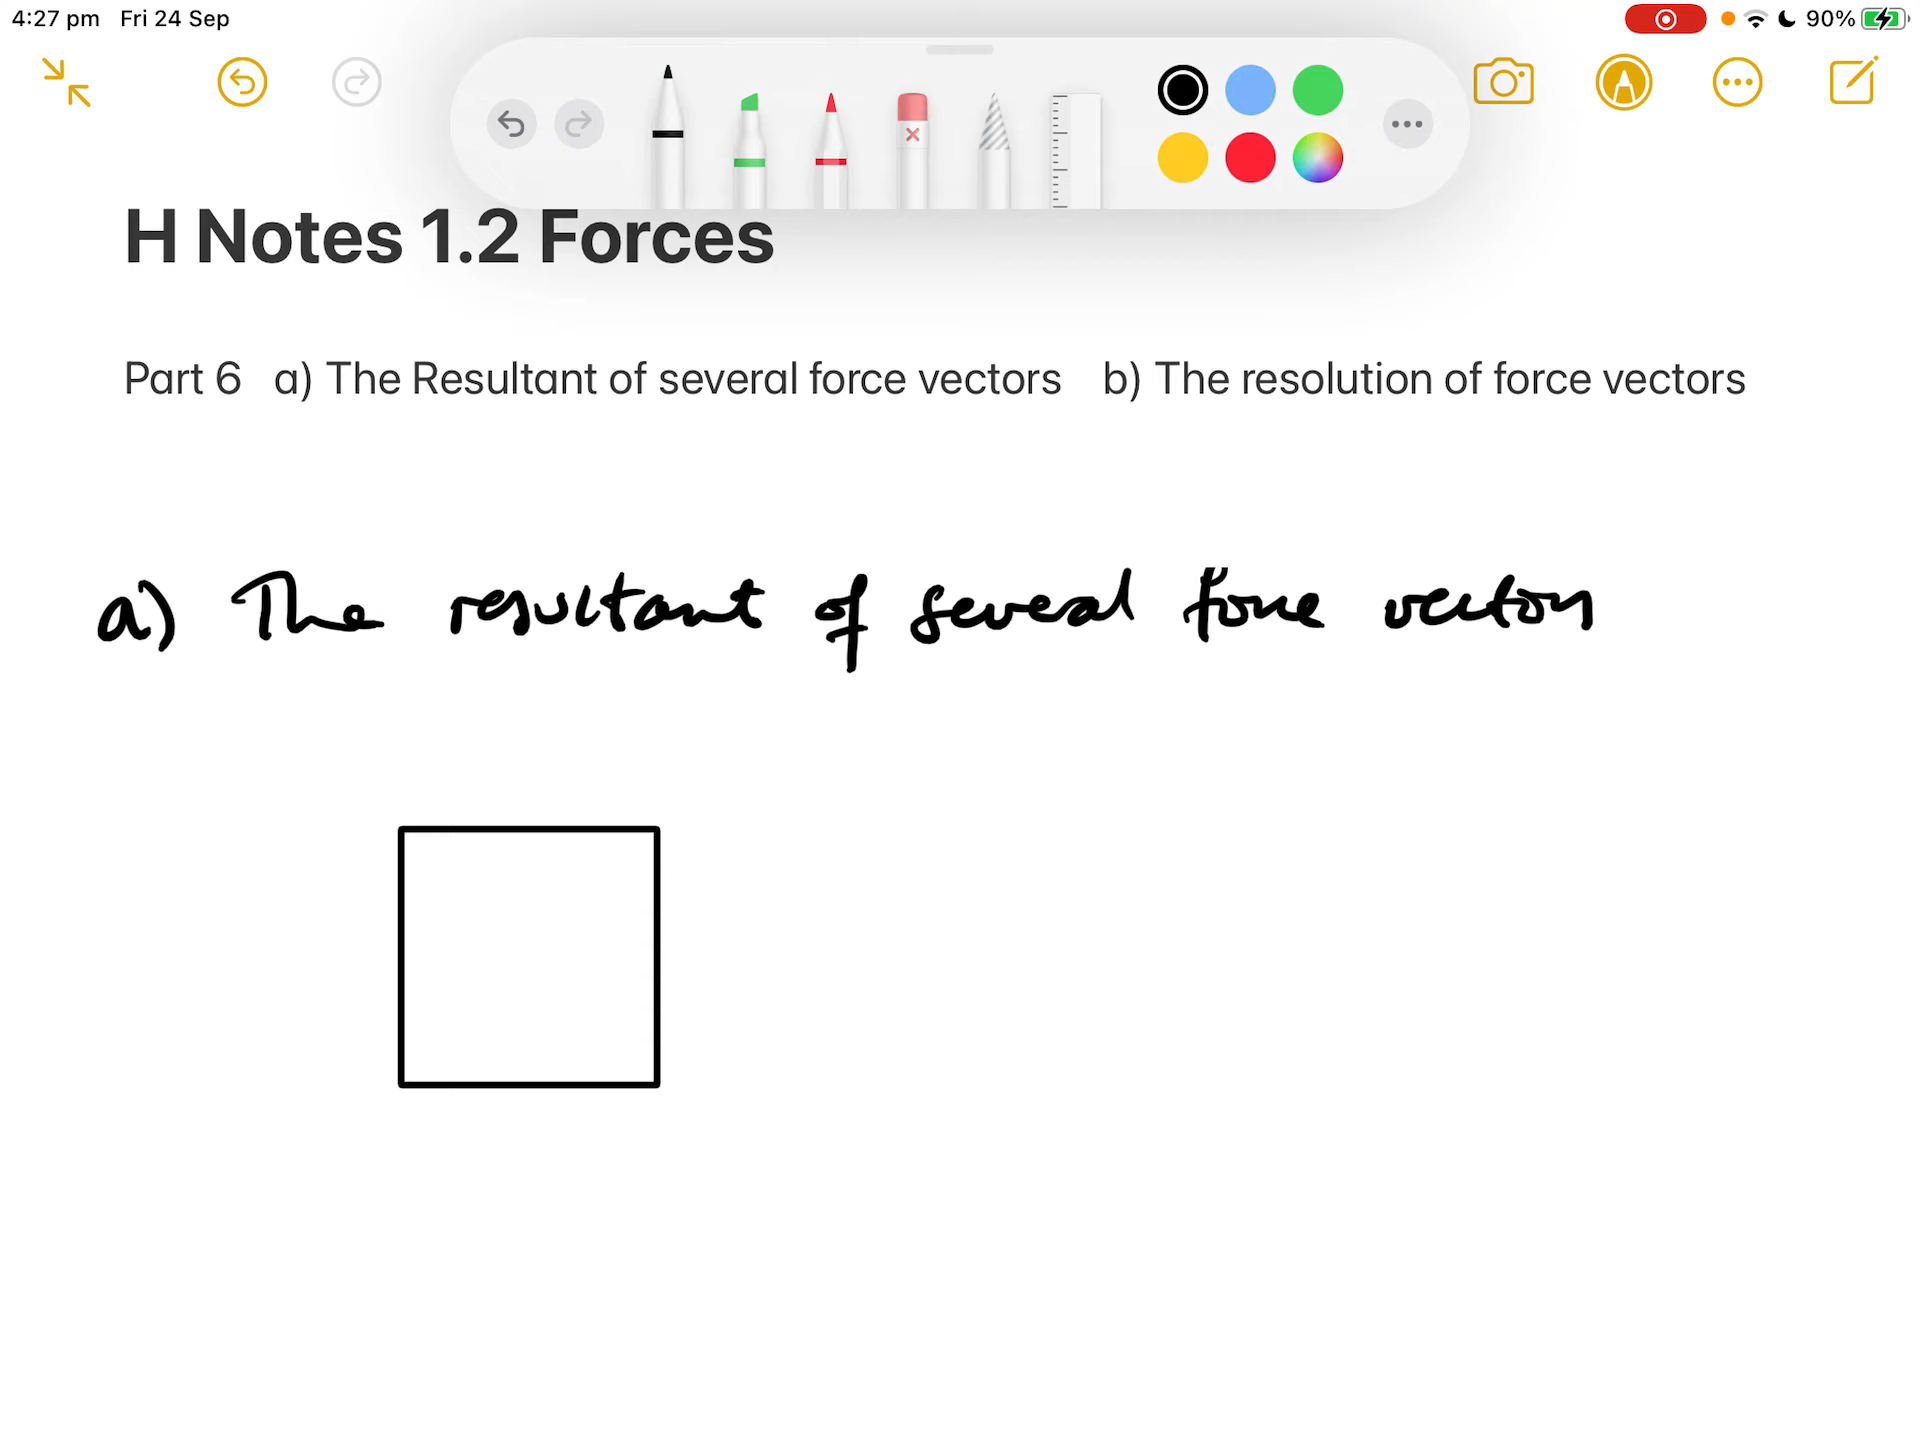 4:27 pm Fri 24 Sep 90%
H Notes 1.2 Forces
Part 6 a) The Resultant of several force vectors b) The resolution of force vectors
a) The resultant of several force vectors